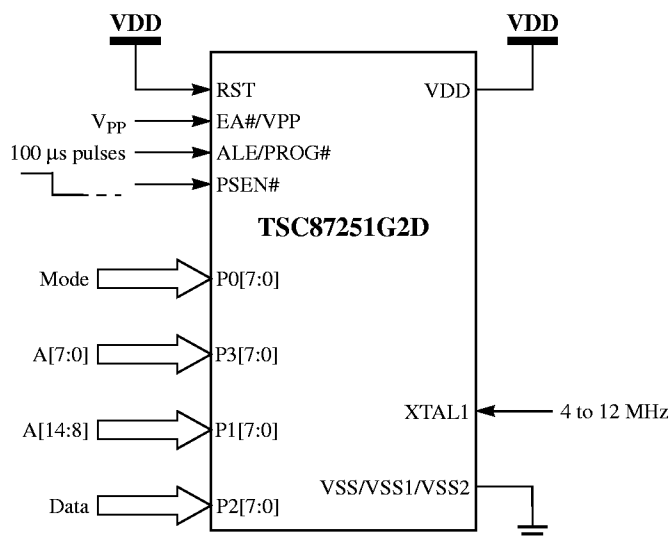 VDD
VDD
RST
VDD
VPP
EA#/VPP
100 µs pulses
ALE/PROG#
PSEN#
TSC87251G2D
Mode
P0[7:0]
A[7:0]
P3[7:0]
XTAL1
4 to 12 MHz
A[14:8]
P1[7:0]
VSS/VSS1/VSS2
Data
P2[7:0]